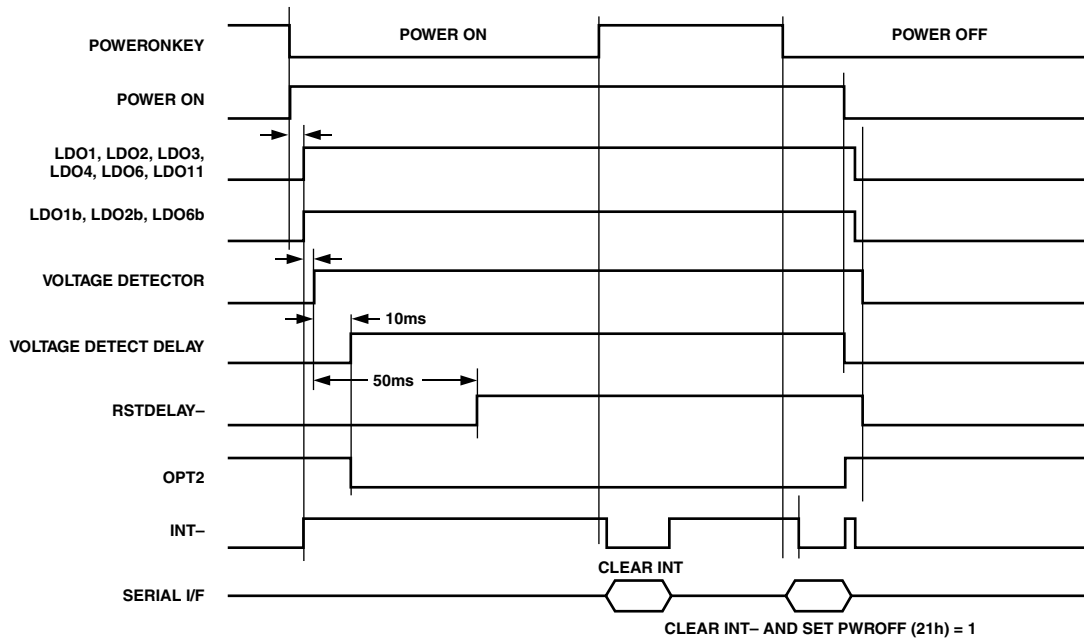 POWERONKEY
POWER ON
POWER OFF
POWER ON
LDO1, LDO2, LDO3,
LDO4, LDO6, LDO11
LDO1b, LDO2b, LDO6b
VOLTAGE DETECTOR
10ms
VOLTAGE DETECT DELAY
50ms
RSTDELAY–
OPT2
INT–
CLEAR INT
SERIAL I/F
CLEAR INT– AND SET PWROFF (21h) = 1